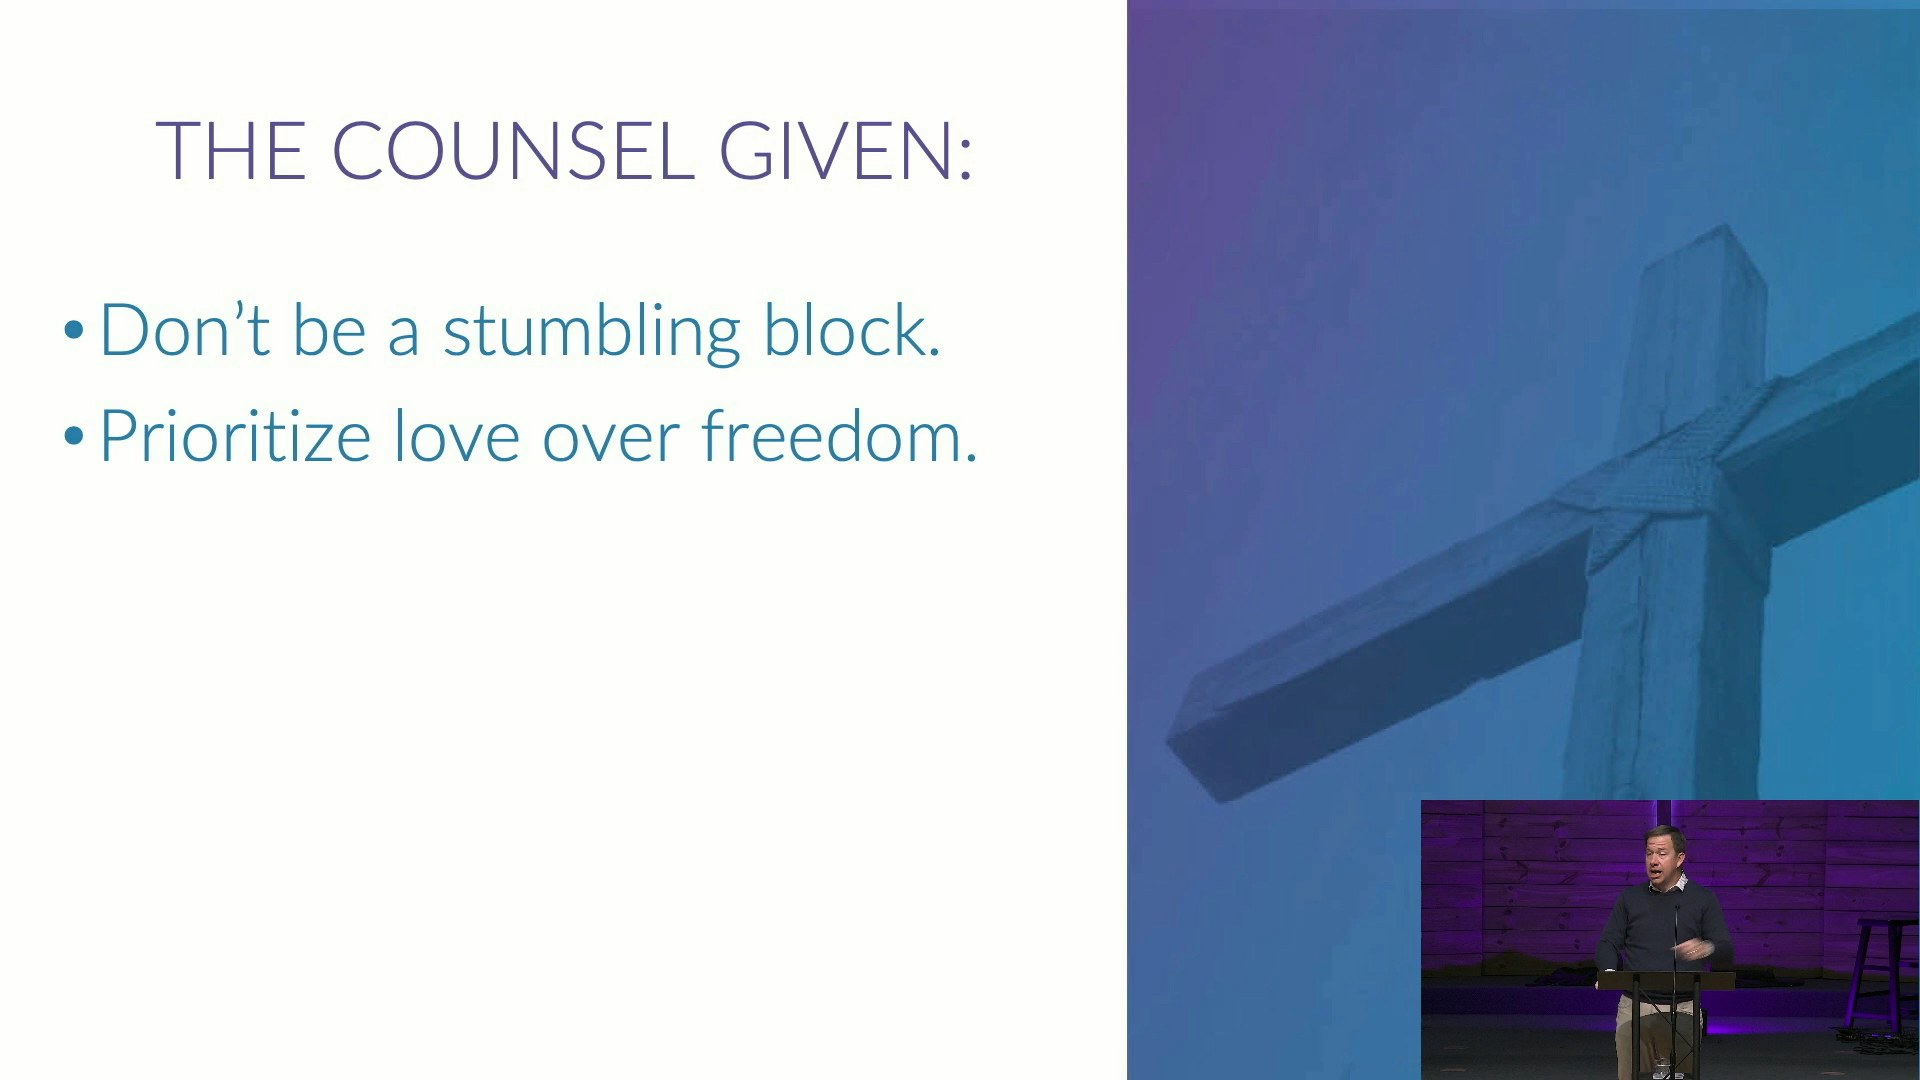 THE COUNSEL GIVEN:
• Don’t be a stumbling block.
• Prioritize love over freedom.